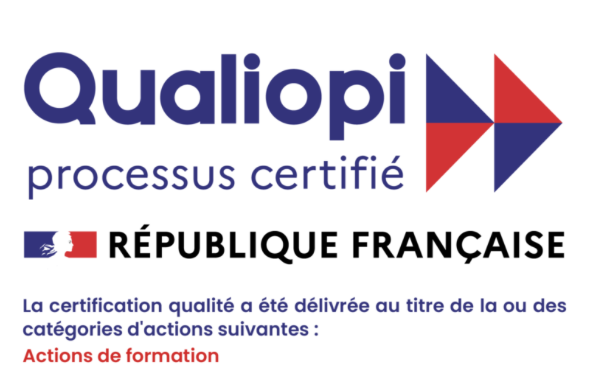 Qualiopi
processus certifié
RÉPUBLIQUE FRANÇAISE
La certification qualité a été délivrée au titre de la ou des
catégories d'actions suivantes :
Actions de formation